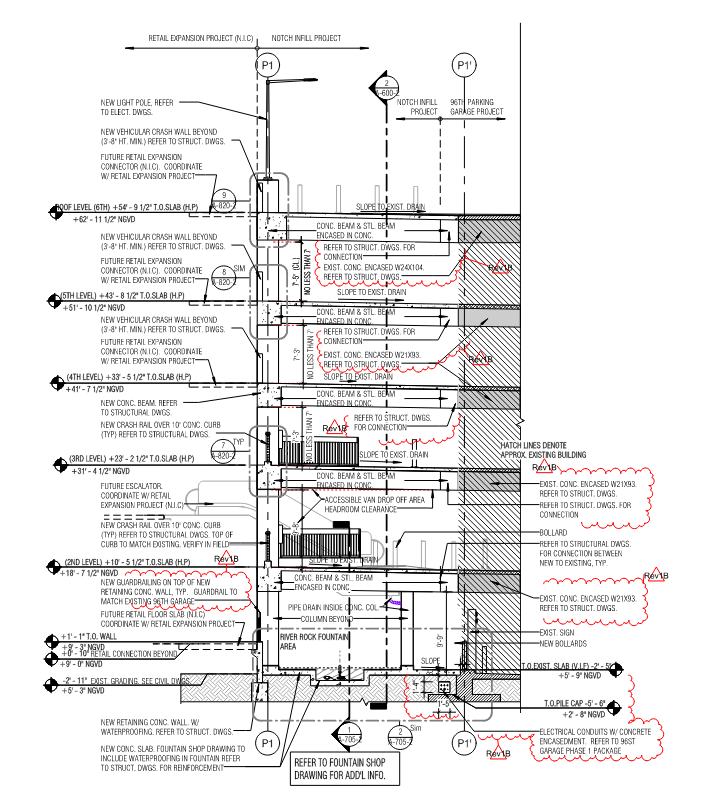 RETAIL EXPANSION PROJECT (N.I.C)
NOTCH INFILL PROJECT
P1
P1'
2
A-600-2
NEW LIGHT POLE, REFER
TO ELECT. DWGS.
NOTCH INFILL
PROJECT
96TH PARKING
GARAGE PROJECT
NEW VEHICULAR CRASH WALL BEYOND
(3'-8" HT. MIN.) REFER TO STRUCT. DWGS.
FUTURE RETAIL EXPANSION
CONNECTOR (N.I.C). COORDINATE
W/ RETAIL EXPANSION PROJECT
9
A-820-2
ROOF LEVEL (6TH) +54' - 9 1/2" T.O.SLAB (H.P)
+62' - 11 1/2" NGVD
SLOPE TO EXIST. DRAIN
CONC. BEAM & STL. BEAM
ENCASED IN CONC.
NEW VEHICULAR CRASH WALL BEYOND
(3'-8" HT. MIN.) REFER TO STRUCT. DWGS.
FUTURE RETAIL EXPANSION
CONNECTOR (N.I.C). COORDINATE
W/ RETAIL EXPANSION PROJECT
8
SIM
A-820-2
7'-5" (CL)
NO LESS THAN 7'
REFER TO STRUCT. DWGS. FOR
CONNECTION
EXIST. CONC. ENCASED W24X104.
REFER TO STRUCT. DWGS.
Rev1B
(5TH LEVEL) +43' - 8 1/2" T.O.SLAB (H.P)
+51' - 10 1/2" NGVD
SLOPE TO EXIST. DRAIN
CONC. BEAM & STL. BEAM
ENCASED IN CONC.
NEW VEHICULAR CRASH WALL BEYOND
(3'-8" HT. MIN.) REFER TO STRUCT. DWGS.
FUTURE RETAIL EXPANSION
CONNECTOR (N.I.C). COORDINATE
W/ RETAIL EXPANSION PROJECT
7'-3"
NO LESS THAN 7'
REFER TO STRUCT. DWGS. FOR
CONNECTION
EXIST. CONC. ENCASED W21X93.
REFER TO STRUCT. DWGS.
Rev1B
(4TH LEVEL) +33' - 5 1/2" T.O.SLAB (H.P)
+41' - 7 1/2" NGVD
SLOPE TO EXIST. DRAIN
CONC. BEAM & STL. BEAM
ENCASED IN CONC.
NEW CONC. BEAM. REFER
TO STRUCTURAL DWGS.
NEW CRASH RAIL OVER 10" CONC. CURB
(TYP) REFER TO STRUCTURAL DWGS.
7
TYP
A-820-2
NO LESS THAN 7'
Rev1B
REFER TO STRUCT. DWGS.
FOR CONNECTION
HATCH LINES DENOTE
APPROX. EXISTING BUILDING
(3RD LEVEL) +23' - 2 1/2" T.O.SLAB (H.P)
+31' - 4 1/2" NGVD
SLOPE TO EXIST. DRAIN
CONC. BEAM & STL. BEAM
ENCASED IN CONC.
Rev1B
EXIST. CONC. ENCASED W21X93.
REFER TO STRUCT. DWGS.
REFER TO STRUCT. DWGS. FOR
CONNECTION
FUTURE ESCALATOR.
COORDINATE W/ RETAIL
EXPANSION PROJECT (N.I.C)
ACCESSIBLE VAN DROP OFF AREA
HEADROOM CLEARANCE
NEW CRASH RAIL OVER 10" CONC. CURB
(TYP) REFER TO STRUCTURAL DWGS. TOP OF
CURB TO MATCH EXISTING. VERIFY IN FIELD
BOLLARD
REFER TO STRUCTURAL DWGS.
FOR CONNECTION BETWEEN
NEW TO EXISTING, TYP.
Rev1B
(2ND LEVEL) +10' - 5 1/2" T.O.SLAB (H.P)
+18' - 7 1/2" NGVD
SLOPE TO EXIST. DRAIN
CONC. BEAM & STL. BEAM
ENCASED IN CONC.
Rev1B
EXIST. CONC. ENCASED W21X93.
REFER TO STRUCT. DWGS.
NEW GUARDRAILING ON TOP OF NEW
RETAINING CONC. WALL, TYP. GUARDRAIL TO
MATCH EXISTING 96TH GARAGE
PIPE DRAIN INSIDE CONC. COL.
COLUMN BEYOND
FUTURE RETAIL FLOOR SLAB (N.I.C)
COORDINATE W/ RETAIL EXPANSION PROJECT
RIVER ROCK FOUNTAIN
AREA
9'-9"
EXIST. SIGN
NEW BOLLARDS
+1' - 1" T.O. WALL
+9' - 3" NGVD
+0' - 10" RETAIL CONNECTION BEYOND
+9' - 0" NGVD
SLOPE
T.O.EXIST. SLAB (V.I.F) -2' - 5"
+5' - 9" NGVD
-2' - 11" EXIST. GRADING. SEE CIVIL DWGS.
+5' - 3" NGVD
1'-4"
1'-5"
T.O.PILE CAP -5' - 6"
+2' - 8" NGVD
NEW RETAINING CONC. WALL. W/
WATERPROOFING. REFER TO STRUCT. DWGS.
P1
1
A-705-2
2
Sim
A-705-2
P1'
Rev1B
ELECTRICAL CONDUITS W/ CONCRETE
ENCASEMENT. REFER TO 96ST
GARAGE PHASE 1 PACKAGE
NEW CONC. SLAB. FOUNTAIN SHOP DRAWING TO
INCLUDE WATERPROOFING IN FOUNTAIN REFER
TO STRUCT. DWGS. FOR REINFORCEMENT
REFER TO FOUNTAIN SHOP
DRAWING FOR ADD'L INFO.